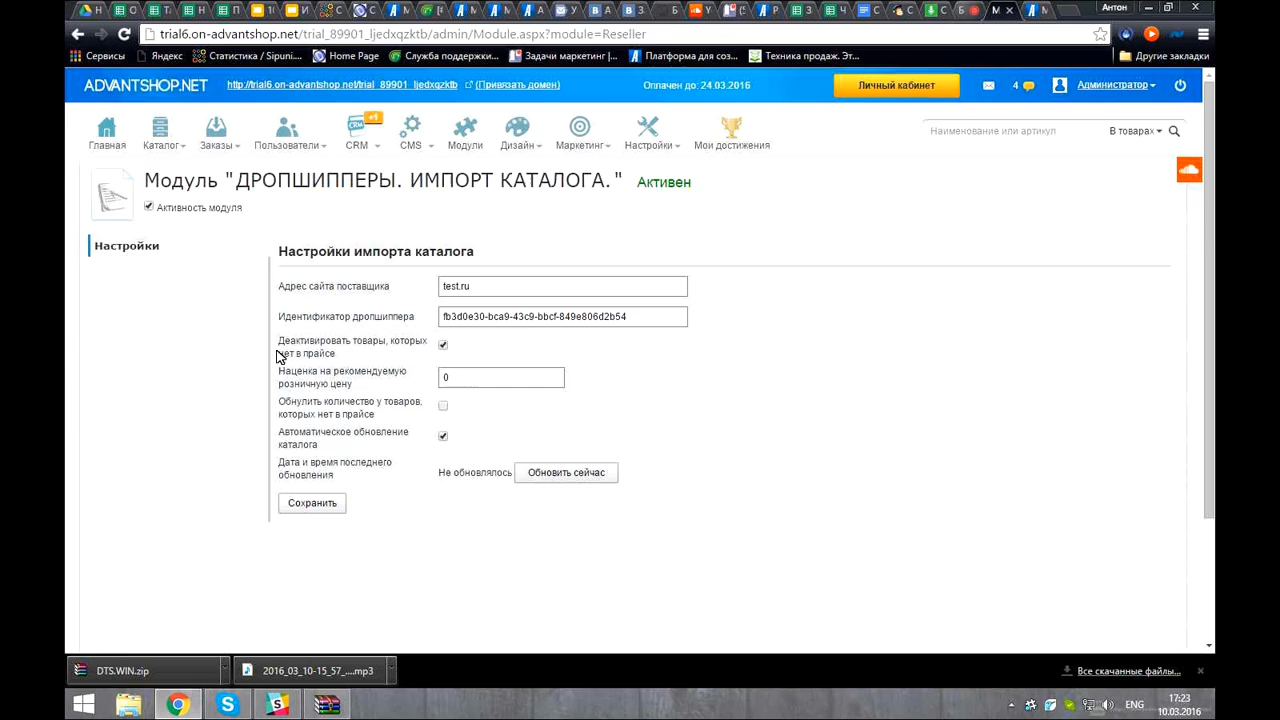 Антон
trial6.on-advantshop.net/trial_89901_ljedxqzktb/admin/Module.aspx?module=Reseller
Сервисы Яндекс Статистика / Sipuni... Home Page Служба поддержки... Задачи маркетинг |... Платформа для соз... Техника продаж. Эт... Другие закладки
ADVANTSHOP.NET http://trial6.on-advantshop.net/trial_89901_ljedxqzktb (Привязать домен) Оплачен до: 24.03.2016 Личный кабинет 4 Администратор
+9
Главная Каталог Заказы Пользователи CRM CMS Модули Дизайн Маркетинг Настройки Мои достижения
Наименование или артикул В товарах
Модуль "ДРОПШИППЕРЫ. ИМПОРТ КАТАЛОГА." Активен
Активность модуля
Настройки
Настройки импорта каталога
Адрес сайта поставщика test.ru
Идентификатор дропшиппера fb3d0e30-bca9-43c9-bbcf-849e806d2b54
Деактивировать товары, которых
нет в прайсе
Наценка на рекомендуемую
розничную цену 0
Обнулить количество у товаров,
которых нет в прайсе
Автоматическое обновление
каталога
Дата и время последнего
обновления
Не обновлялось Обновить сейчас
Сохранить
DTS.WIN.zip 2016_03_10-15_57_....mp3 Все скачанные файлы...
ENG 17:23
10.03.2016